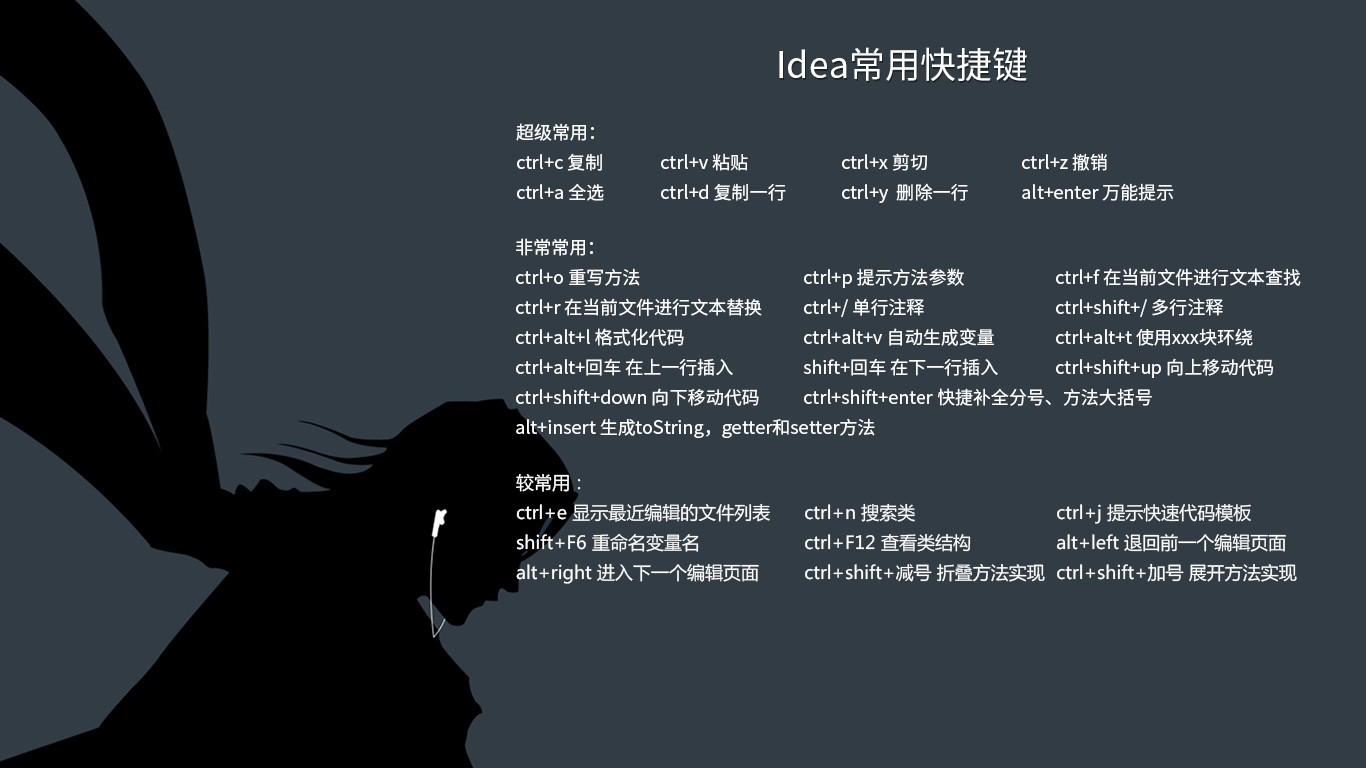 Idea常用快捷键
超级常用：
ctrl+c 复制 ctrl+v 粘贴 ctrl+x 剪切 ctrl+z 撤销
ctrl+a 全选 ctrl+d 复制一行 ctrl+y 删除一行 alt+enter 万能提示
非常常用：
ctrl+o 重写方法 ctrl+p 提示方法参数 ctrl+f 在当前文件进行文本查找
ctrl+r 在当前文件进行文本替换 ctrl+/ 单行注释 ctrl+shift+/ 多行注释
ctrl+alt+l 格式化代码 ctrl+alt+v 自动生成变量 ctrl+alt+t 使用xxx块环绕
ctrl+alt+回车 在上一行插入 shift+回车 在下一行插入 ctrl+shift+up 向上移动代码
ctrl+shift+down 向下移动代码 ctrl+shift+enter 快捷补全分号、方法大括号
alt+insert 生成toString，getter和setter方法
较常用：
ctrl+e 显示最近编辑的文件列表 ctrl+n 搜索类 ctrl+j 提示快速代码模板
shift+F6 重命名变量名 ctrl+F12 查看类结构 alt+left 退回前一个编辑页面
alt+right 进入下一个编辑页面 ctrl+shift+减号 折叠方法实现 ctrl+shift+加号 展开方法实现